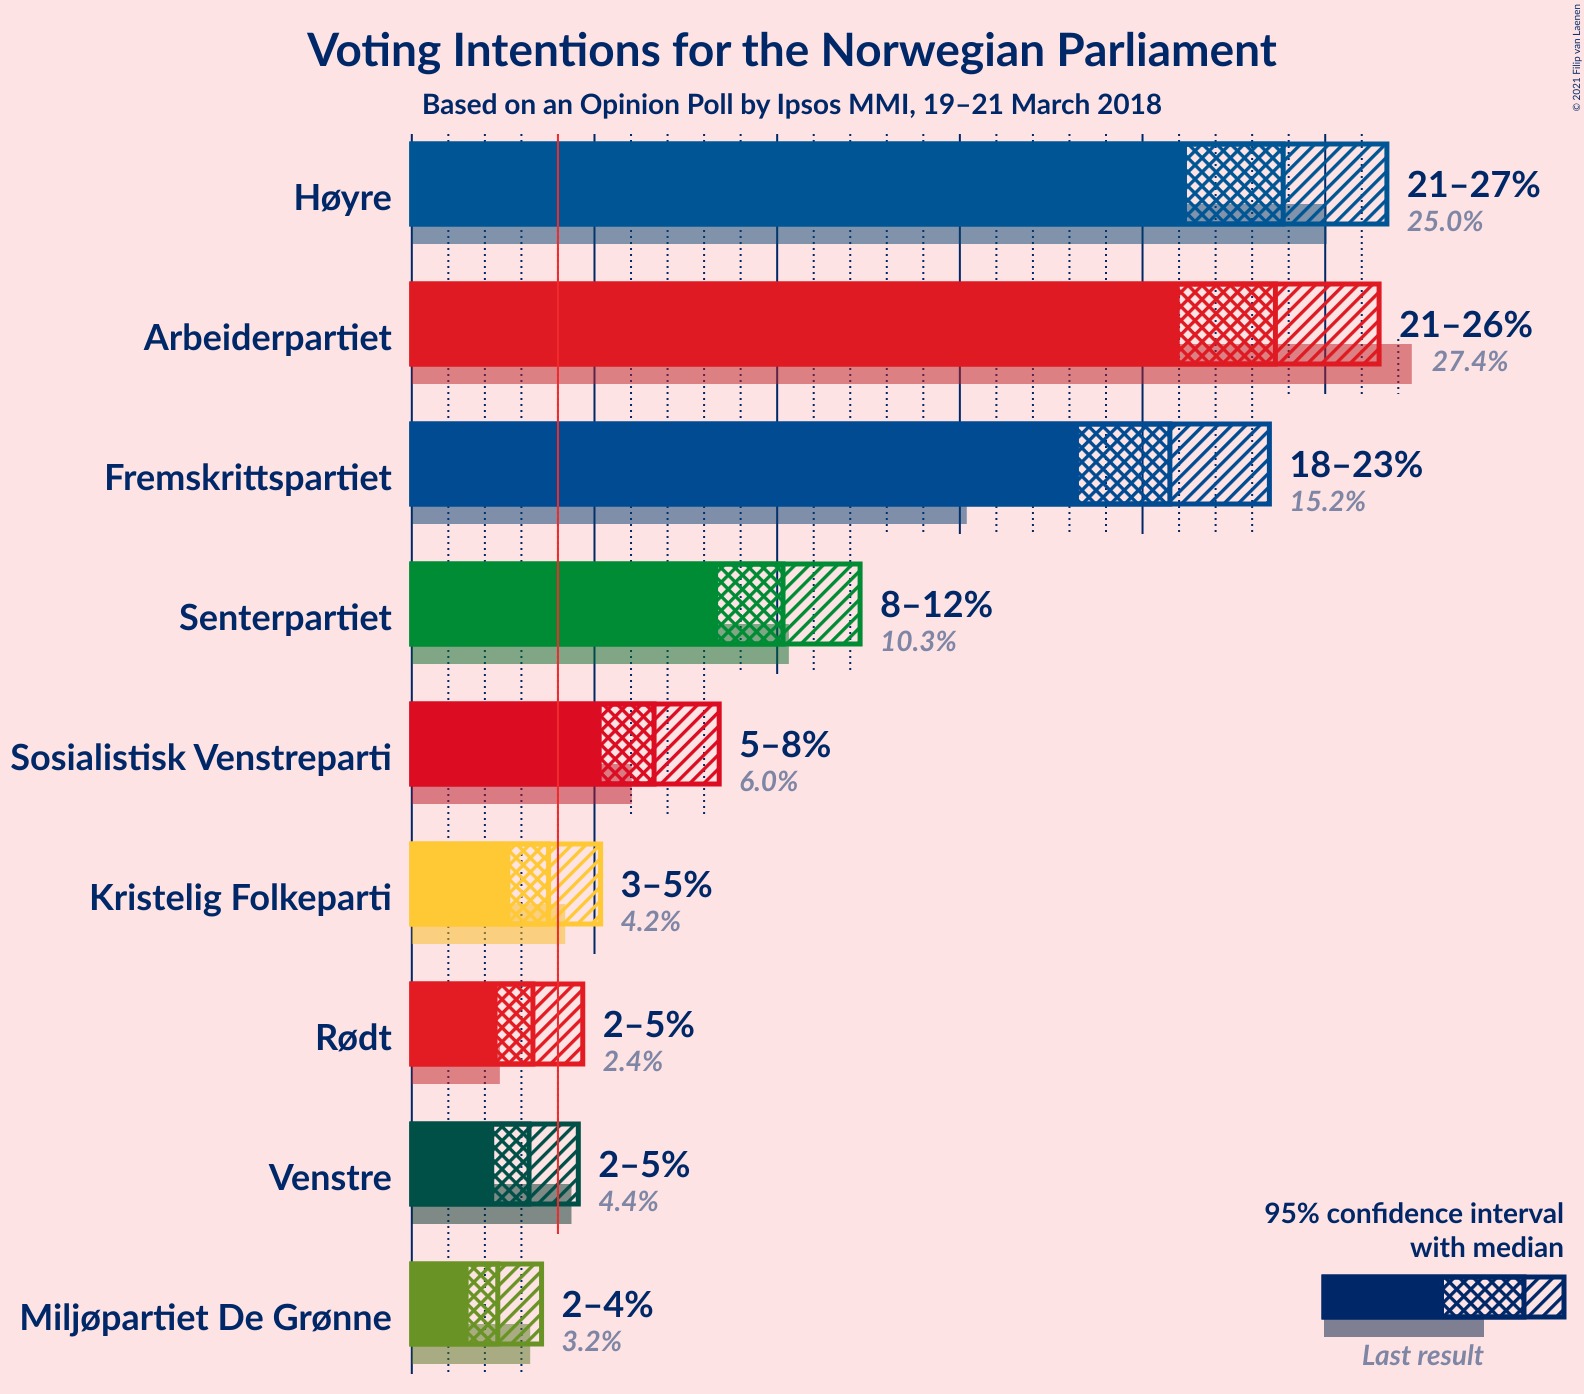 Voting Intentions for the Norwegian Parliament
Based on an Opinion Poll by Ipsos MMI, 19–21 March 2018
© 2021 Filip van Laenen
Høyre
21–27%
25.0%
Arbeiderpartiet
21–26%
27.4%
Fremskrittspartiet
18–23%
15.2%
Senterpartiet
8–12%
10.3%
Sosialistisk Venstreparti
5–8%
6.0%
Kristelig Folkeparti
3–5%
4.2%
Rødt
2–5%
2.4%
Venstre
2–5%
4.4%
Miljøpartiet De Grønne
2–4%
3.2%
95% confidence interval
with median
Last result